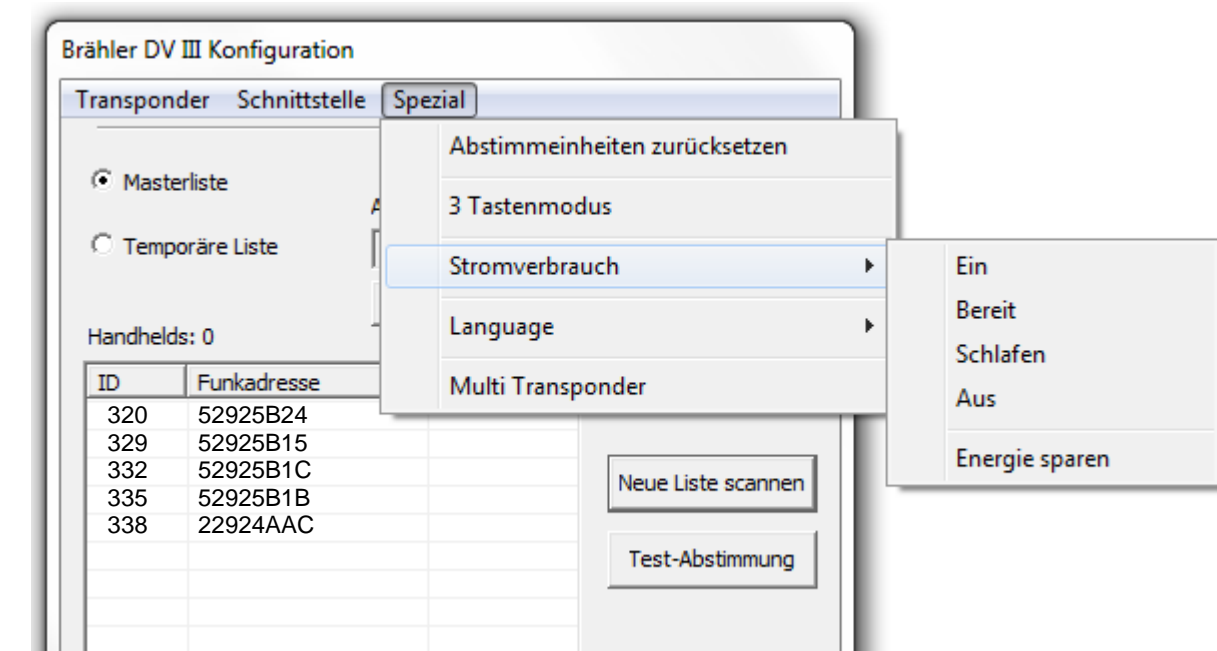 Brähler DV III Konfiguration
Transponder Schnittstelle Spezial
Abstimmeinheiten zurücksetzen
Masterliste
3 Tastenmodus
Temporäre Liste
Stromverbrauch
Ein
Bereit
Language
Handhelds: 0
Schlafen
Multi Transponder
Aus
ID Funkadresse
Energie sparen
320 52925B24
329 52925B15
332 52925B1C
Neue Liste scannen
335 52925B1B
338 22924AAC
Test-Abstimmung